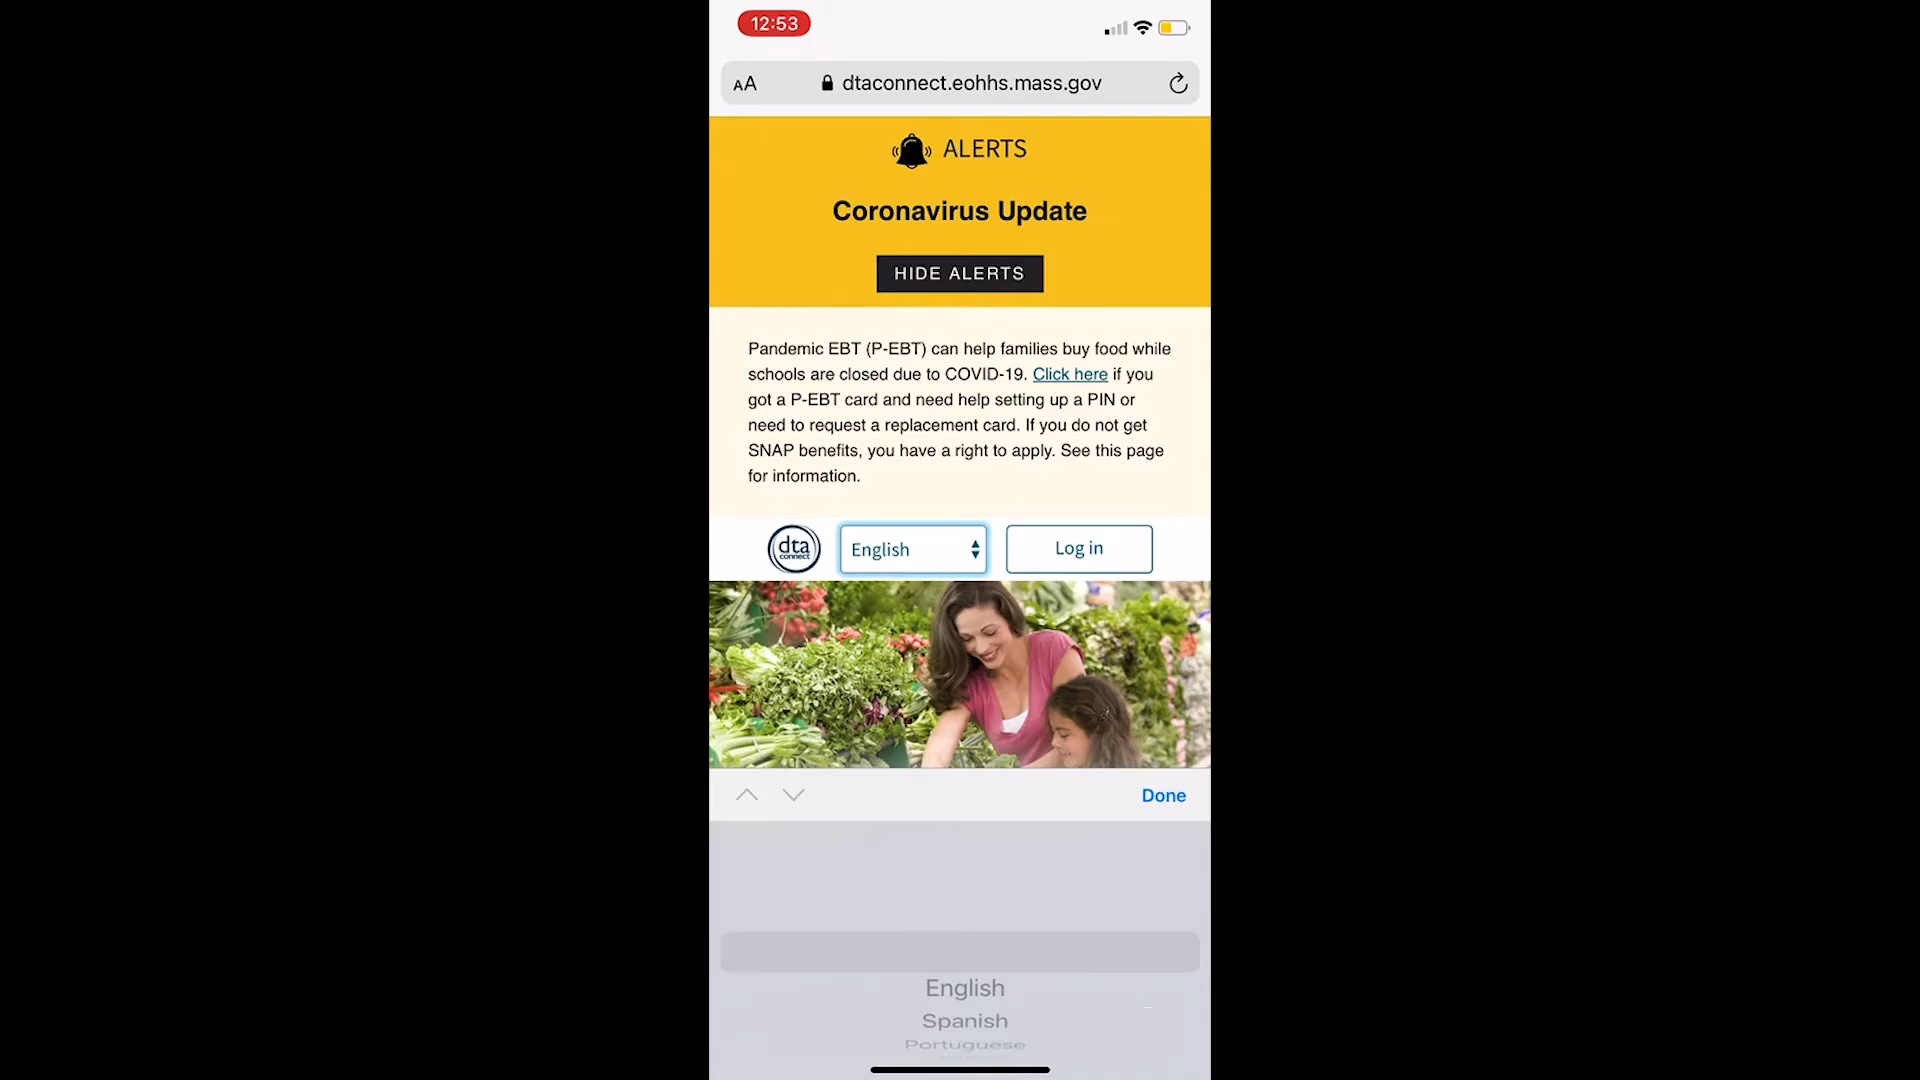 12:53
AA
dtaconnect.eohhs.mass.gov
ALERTS
Coronavirus Update
HIDE ALERTS
Pandemic EBT (P-EBT) can help families buy food while
schools are closed due to COVID-19. Click here if you
got a P-EBT card and need help setting up a PIN or
need to request a replacement card. If you do not get
SNAP benefits, you have a right to apply. See this page
for information.
dta
connect
English
Log in
Done
English
Spanish
Portuguese